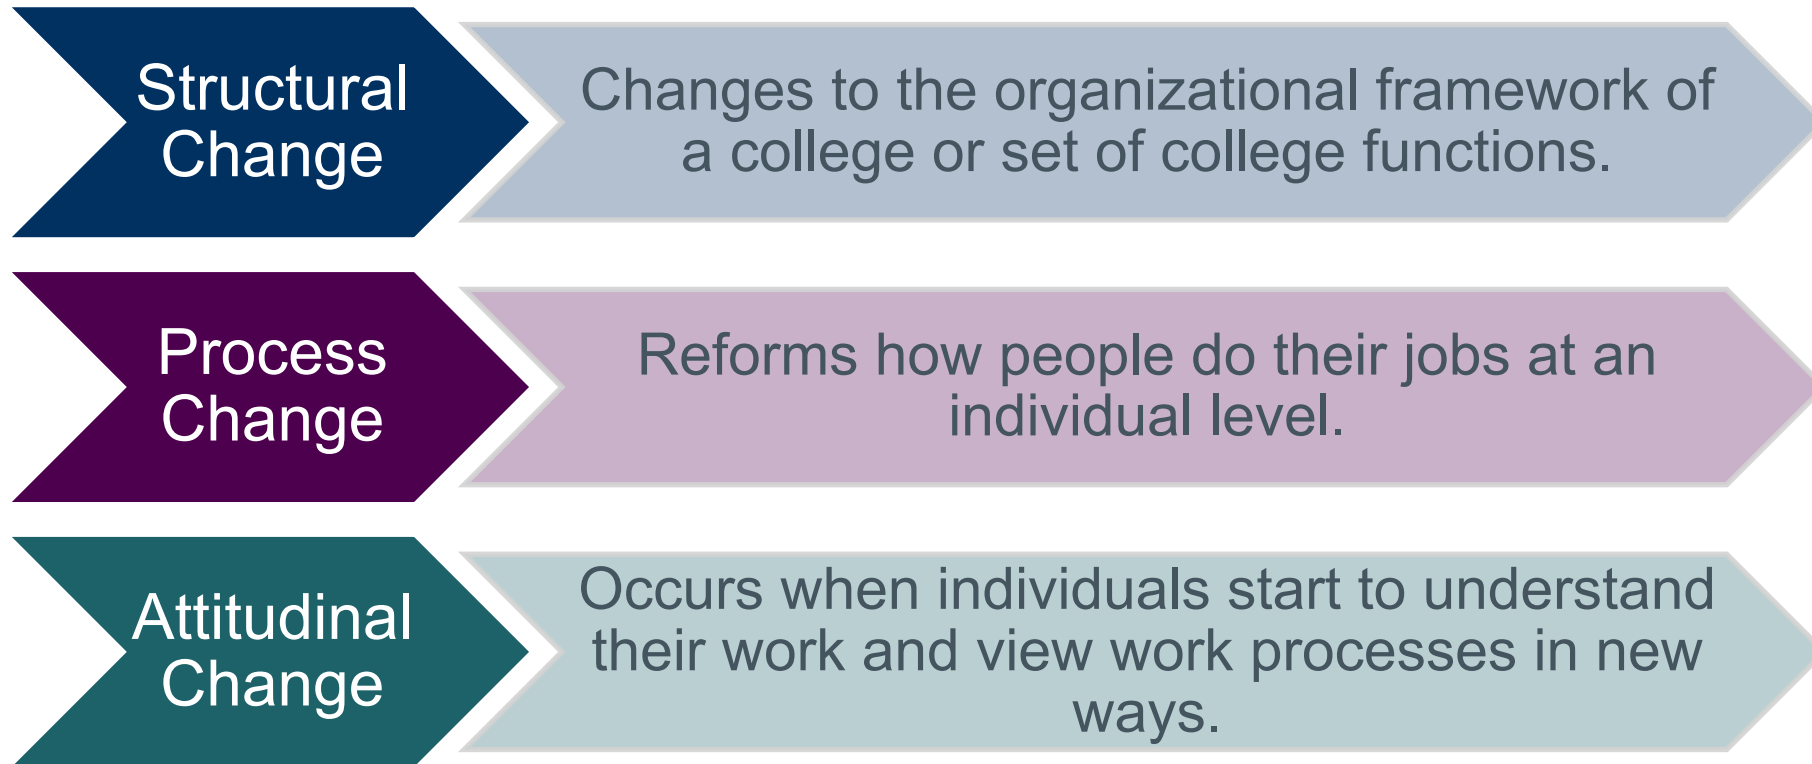 Structural
Change
Changes to the organizational framework of
a college or set of college functions.
Process
Change
Reforms how people do their jobs at an
individual level.
Attitudinal
Change
Occurs when individuals start to understand
their work and view work processes in new
ways.